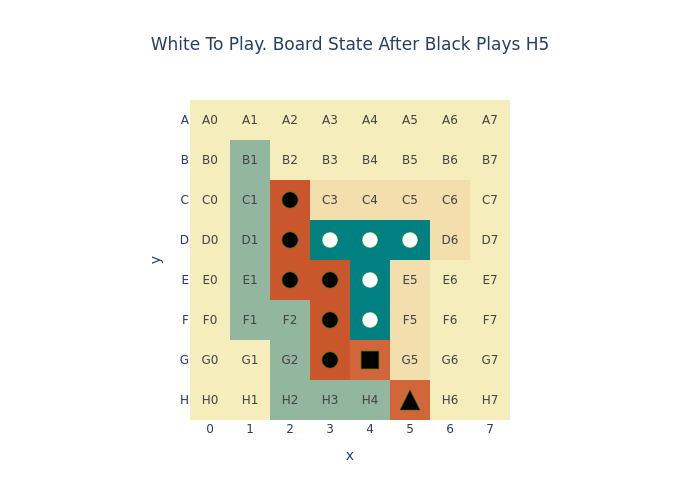 White To Play. Board State After Black Plays H5
A A0 A1 A2 A3 A4 A5 A6 A7
B B0 B1 B2 B3 B4 B5 B6 B7
C C0 C1 C3 C4 C5 C6 C7
D D0 D1 D6 D7
y
E E0 E1 E5 E6 E7
F F0 F1 F2 F5 F6 F7
G G0 G1 G2 G5 G6 G7
H H0 H1 H2 H3 H4 H6 H7
0 1 2 3 4 5 6 7
x